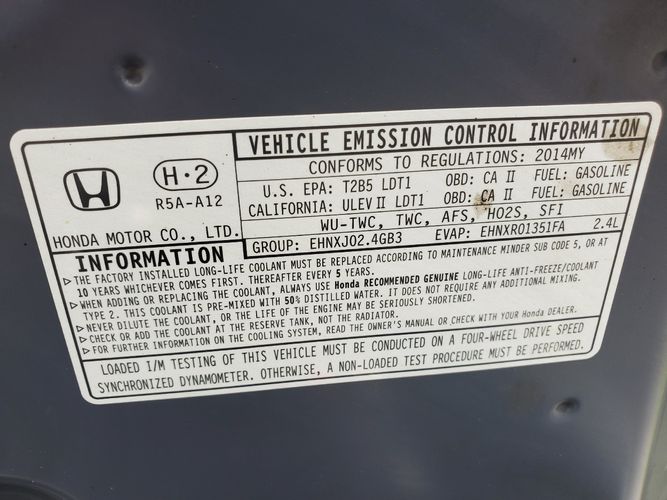 VEHICLE EMISSION CONTROL INFORMATION
CONFORMS TO REGULATIONS: 2014MY
H·2
R5A-A12
HONDA MOTOR CO., LTD.
U.S. EPA: T2B5 LDT1 OBD: CA II FUEL: GASOLINE
CALIFORNIA: ULEV II LDT1 OBD: CA II FUEL: GASOLINE
WU-TWC, TWC, AFS, HO2S, SFI
GROUP: EHNXJ02.4GB3 EVAP: EHNXR01351FA 2.4L
INFORMATION
▷ THE FACTORY INSTALLED LONG-LIFE COOLANT MUST BE REPLACED ACCORDING TO MAINTENANCE MINDER SUB CODE 5, OR AT
10 YEARS WHICHEVER COMES FIRST. THEREAFTER EVERY 5 YEARS.
▷ WHEN ADDING OR REPLACING THE COOLANT, ALWAYS USE Honda RECOMMENDED GENUINE LONG-LIFE ANTI-FREEZE/COOLANT
TYPE 2. THIS COOLANT IS PRE-MIXED WITH 50% DISTILLED WATER. IT DOES NOT REQUIRE ANY ADDITIONAL MIXING.
▷ NEVER DILUTE THE COOLANT, OR THE LIFE OF THE ENGINE MAY BE SERIOUSLY SHORTENED.
▷ CHECK OR ADD THE COOLANT AT THE RESERVE TANK, NOT THE RADIATOR.
▷ FOR FURTHER INFORMATION ON THE COOLING SYSTEM, READ THE OWNER'S MANUAL OR CHECK WITH YOUR Honda DEALER.
LOADED I/M TESTING OF THIS VEHICLE MUST BE CONDUCTED ON A FOUR-WHEEL DRIVE SPEED
SYNCHRONIZED DYNAMOMETER. OTHERWISE, A NON-LOADED TEST PROCEDURE MUST BE PERFORMED.